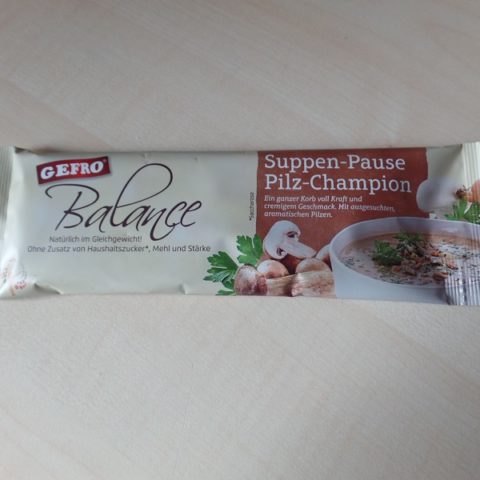 GEFRO
Balance
Natürlich im Gleichgewicht!
Ohne Zusatz von Haushaltszucker*, Mehl und Stärke
*Saccharose
Suppen-Pause
Pilz-Champion
Ein ganzer Korb voll Kraft und
cremigem Geschmack. Mit ausgesuchten,
aromatischen Pilzen.